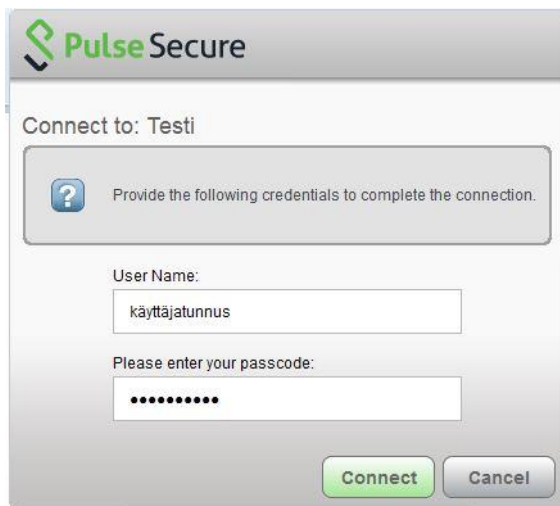 Pulse Secure
Connect to: Testi
?
Provide the following credentials to complete the connection.
User Name:
käyttäjatunnus
Please enter your passcode:
••••••••••
Connect Cancel